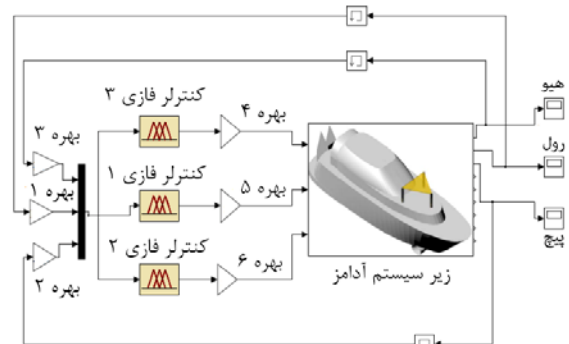 کنترلر فازی ۳
بهره ۴
هیو
بهره ۳
رول
کنترلر فازی ۱
بهره ۵
بهره ۱
پیچ
کنترلر فازی ۲
بهره ۶
بهره ۲
زیر سیستم آدامز